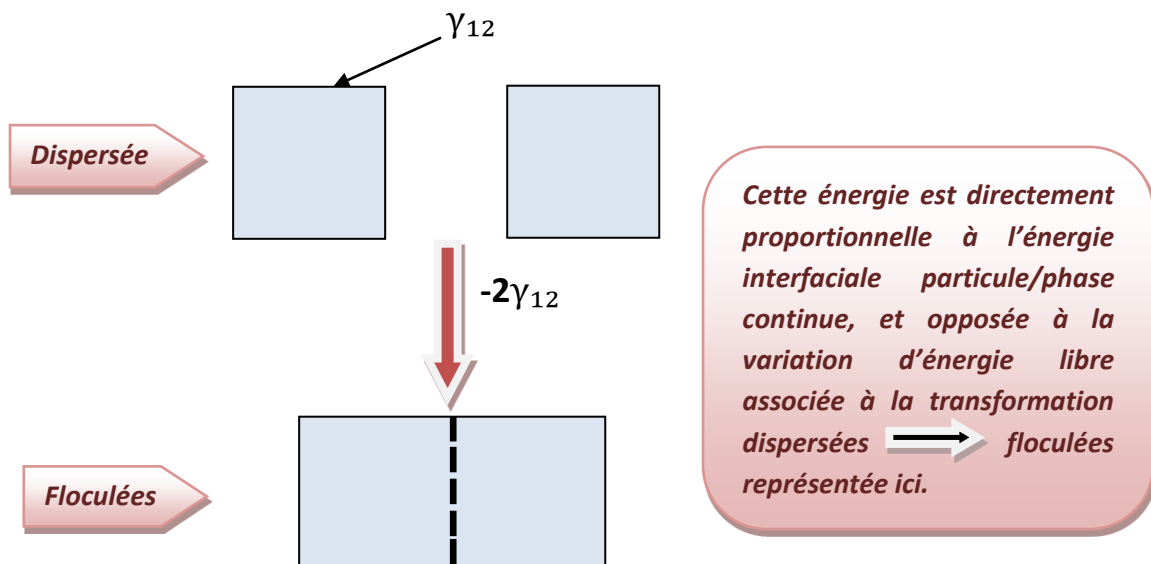 γ₁₂
Dispersée
-2γ₁₂
Floculées
Cette énergie est directement
proportionnelle à l’énergie
interfaciale particule/phase
continue, et opposée à la
variation d’énergie libre
associée à la transformation
dispersées floculées
représentée ici.